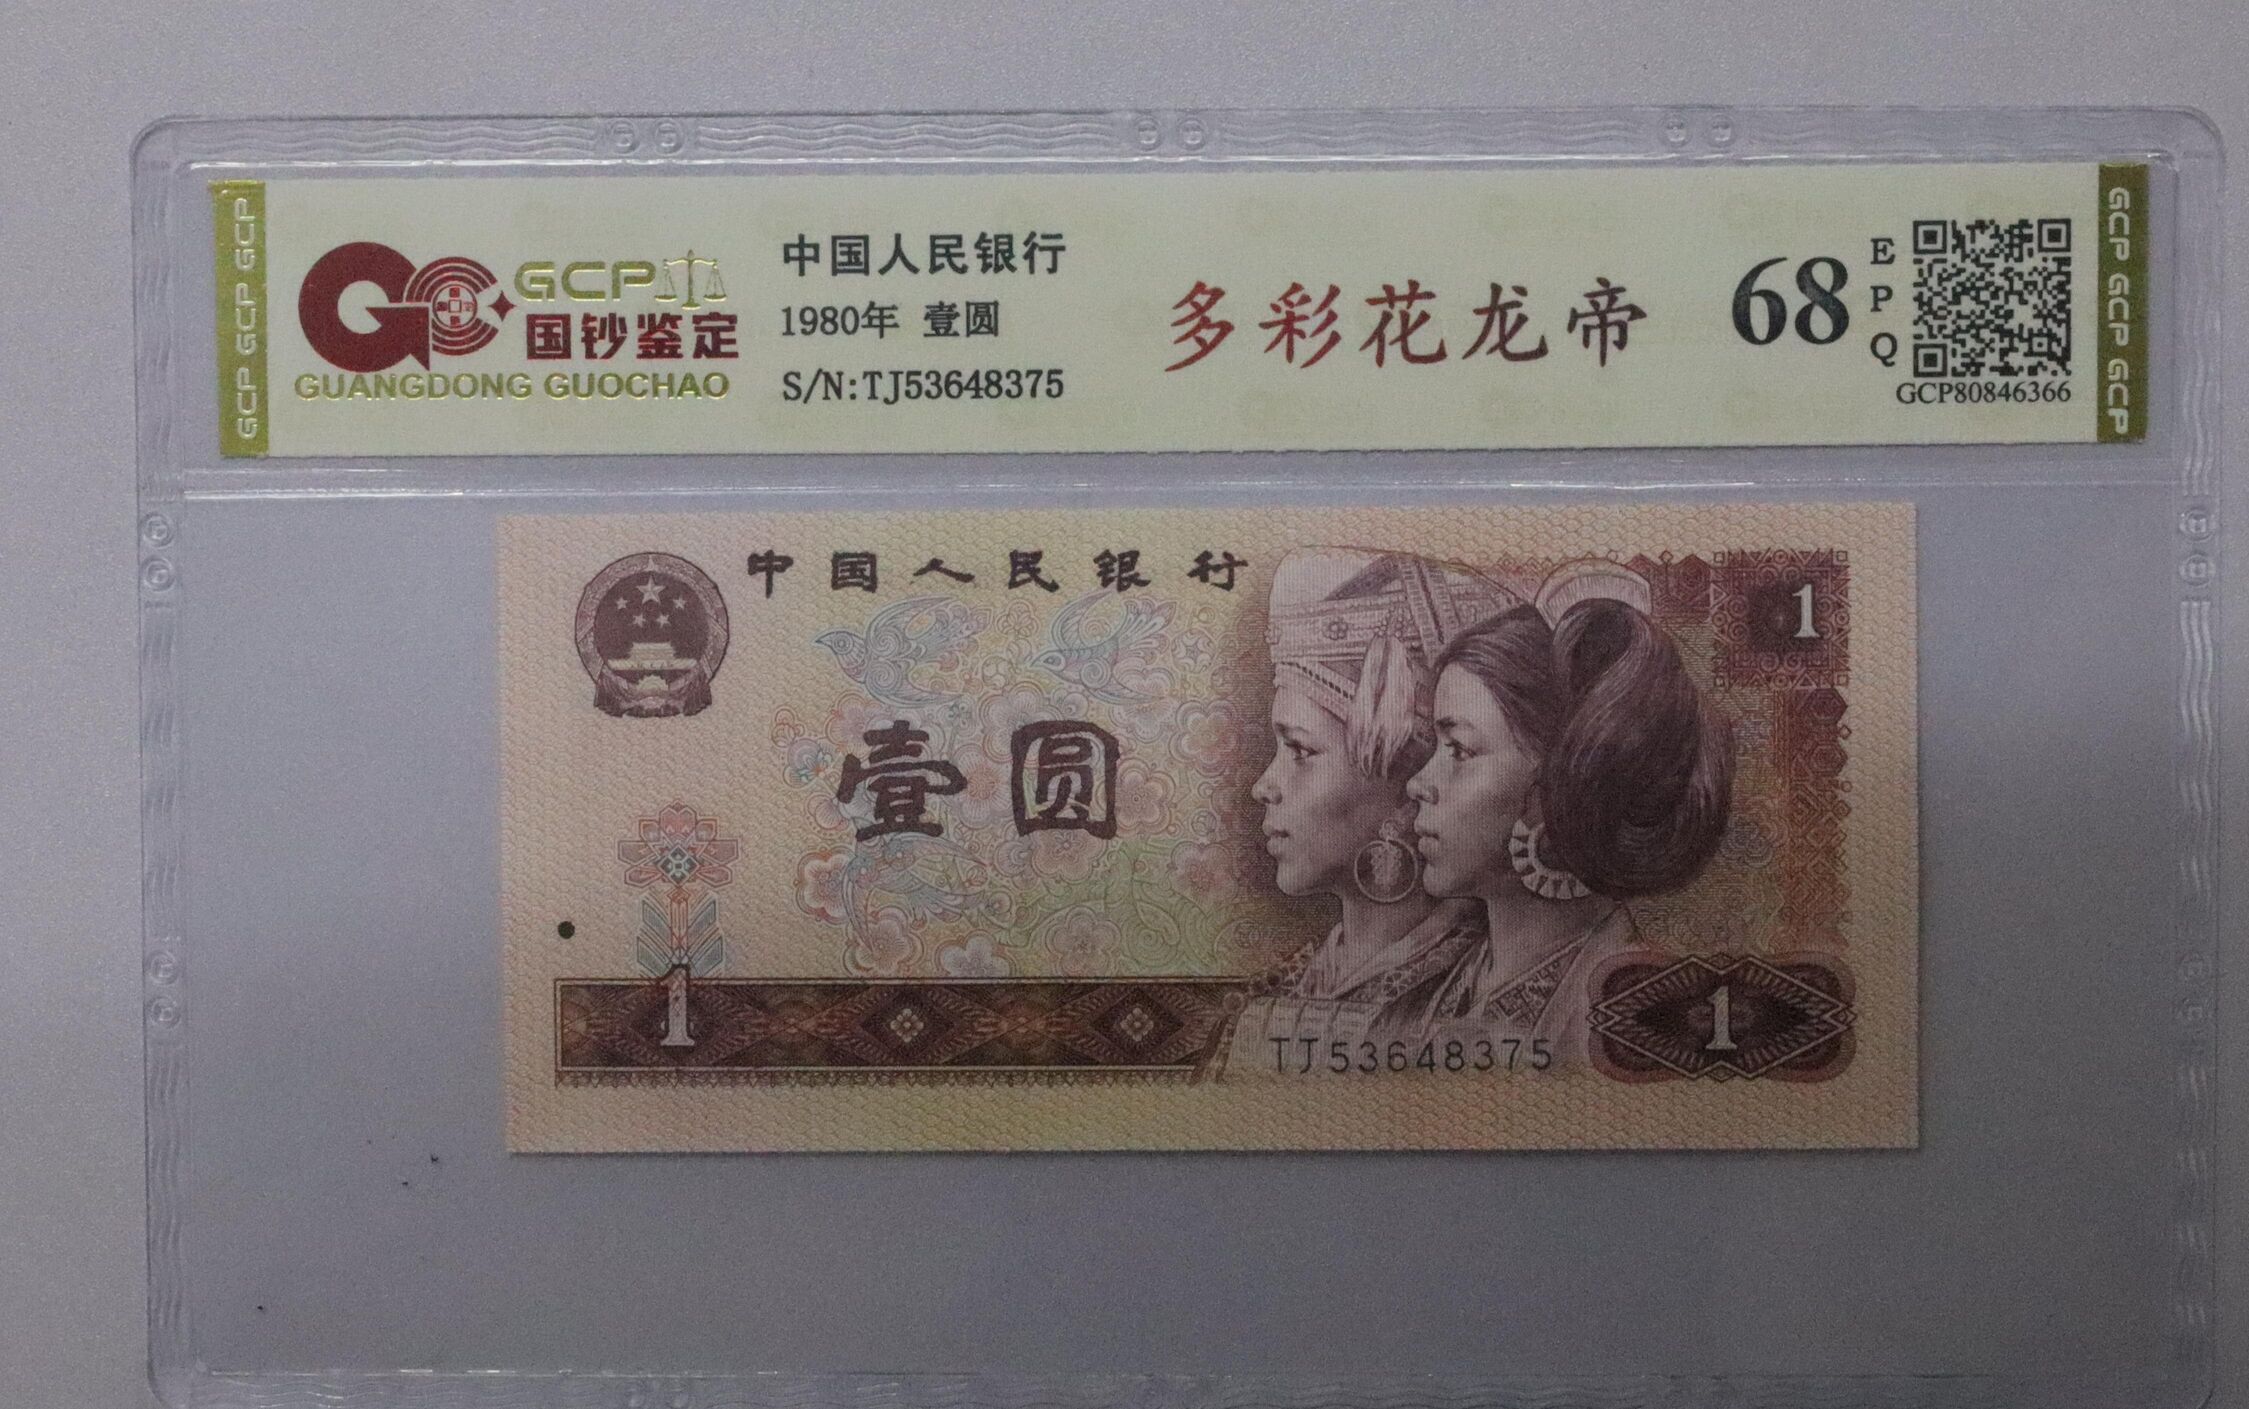 GCP GCP GCP
GCP
国钞鉴定
GUANGDONG GUOCHAO
中国人民银行
1980年 壹圆
S/N:TJ53648375
多彩花龙帝
68
E
P
Q
GCP80846366
GCP GCP GCP
中国人民银行
1
壹圆
1
1
TJ53648375